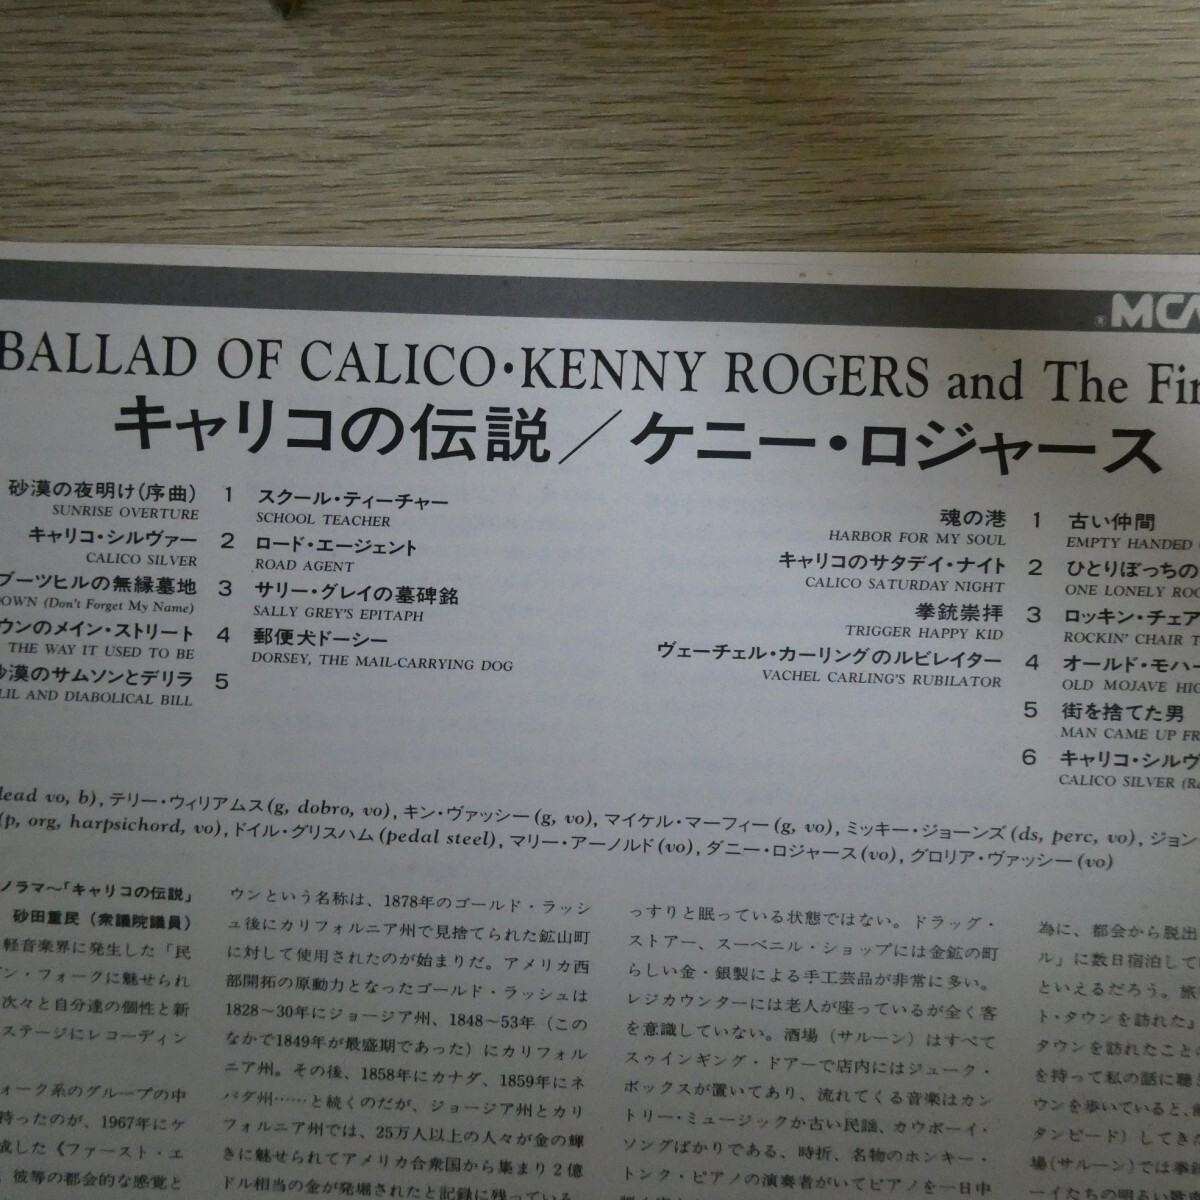 MCA
BALLAD OF CALICO・KENNY ROGERS and The
キャリコの伝説／ケニー・ロジャース
砂漠の夜明け（序曲）
SUNRISE OVERTURE
キャリコ・シルヴァー
CALICO SILVER
ブーツヒルの無縁墓地
(Don't Forget My Name)
ウンのメイン・ストリート
THE WAY IT USED TO BE
砂漠のサムソンとデリラ
LIL AND DIABOLICAL BILL
1 スクール・ティーチャー
SCHOOL TEACHER
2 ロード・エージェント
ROAD AGENT
3 サリー・グレイの墓碑銘
SALLY GREY'S EPITAPH
4 郵便犬ドーシー
DORSEY, THE MAIL-CARRYING DOG
5
魂の港
HARBOR FOR MY SOUL
キャリコのサタデイ・ナイト
CALICO SATURDAY NIGHT
拳銃崇拝
TRIGGER HAPPY KID
ヴェーチェル・カーリングのルビレイター
VACHEL CARLING'S RUBILATOR
1 古い仲間
EMPTY HANDED
2 ひとりぼっちの
ONE LONELY ROO
3 ロッキン・チェア
ROCKIN' CHAIR T
4 オールド・モハー
OLD MOJAVE HIG
5 街を捨てた男
MAN CAME UP FR
6 キャリコ・シルヴ
CALICO SILVER (Re
lead vo, b), テリー・ウィリアムス(g, dobro, vo), キン・ヴァッシー(g, vo), マイケル・マーフィー(g, vo), ミッキー・ジョーンズ(ds, perc, vo), ジョン・
(p, org, harpsichord, vo), ドイル・グリスハム(pedal steel), マリー・アーノルド(vo), ダニー・ロジャース(vo), グロリア・ヴァッシー(vo)
ノラマ〜「キャリコの伝説」
砂田重民（衆議院議員）
軽音楽界に発生した「民
ン・フォークに魅せられ
次々と自分達の個性と新
ステージにレコーディン
ォーク系のグループの中
持ったのが、1967年にケ
成した《ファースト・エ
彼等の都会的な感覚と
ウンという名称は、1878年のゴールド・ラッシ
ュ後にカリフォルニア州で見捨てられた鉱山町
に対して使用されたのが始まりだ。アメリカ西
部開拓の原動力となったゴールド・ラッシュは
1828〜30年にジョージア州、1848〜53年（この
なかで1849年が最盛期であった）にカリフォル
ニア州。その後、1858年にカナダ、1859年にネ
バダ州……と続くのだが、ジョージア州とカリ
フォルニア州では、25万人以上の人々が金の輝
きに魅せられてアメリカ合衆国から集まり2億
ドル相当の金が発掘されたと記録に残っている。
っすりと眠っている状態ではない。ドラッグ・
ストアー、スーベニル・ショップには金鉱の町
らしい金・銀製による手工芸品が非常に多い。
レジカウンターには老人が座っているが全く客
を意識していない。酒場（サルーン）はすべて
スゥインギング・ドアーで店内にはジューク・
ボックスが置いてあり、流れてくる音楽はカン
トリー・ミュージックか古い民謡、カウボーイ・
ソングばかりである、時折、名物のホンキー・
トンク・ピアノの演奏者がいてピアノを一日中
為に、都会から脱出
ル」に数日宿泊して
といえるだろう。旅
ト・タウンを訪れた』
タウンを訪れたことの
を持って私の話に聴き
ウンを歩いていると、
タンピード）してきた
場（サルーン）では拳